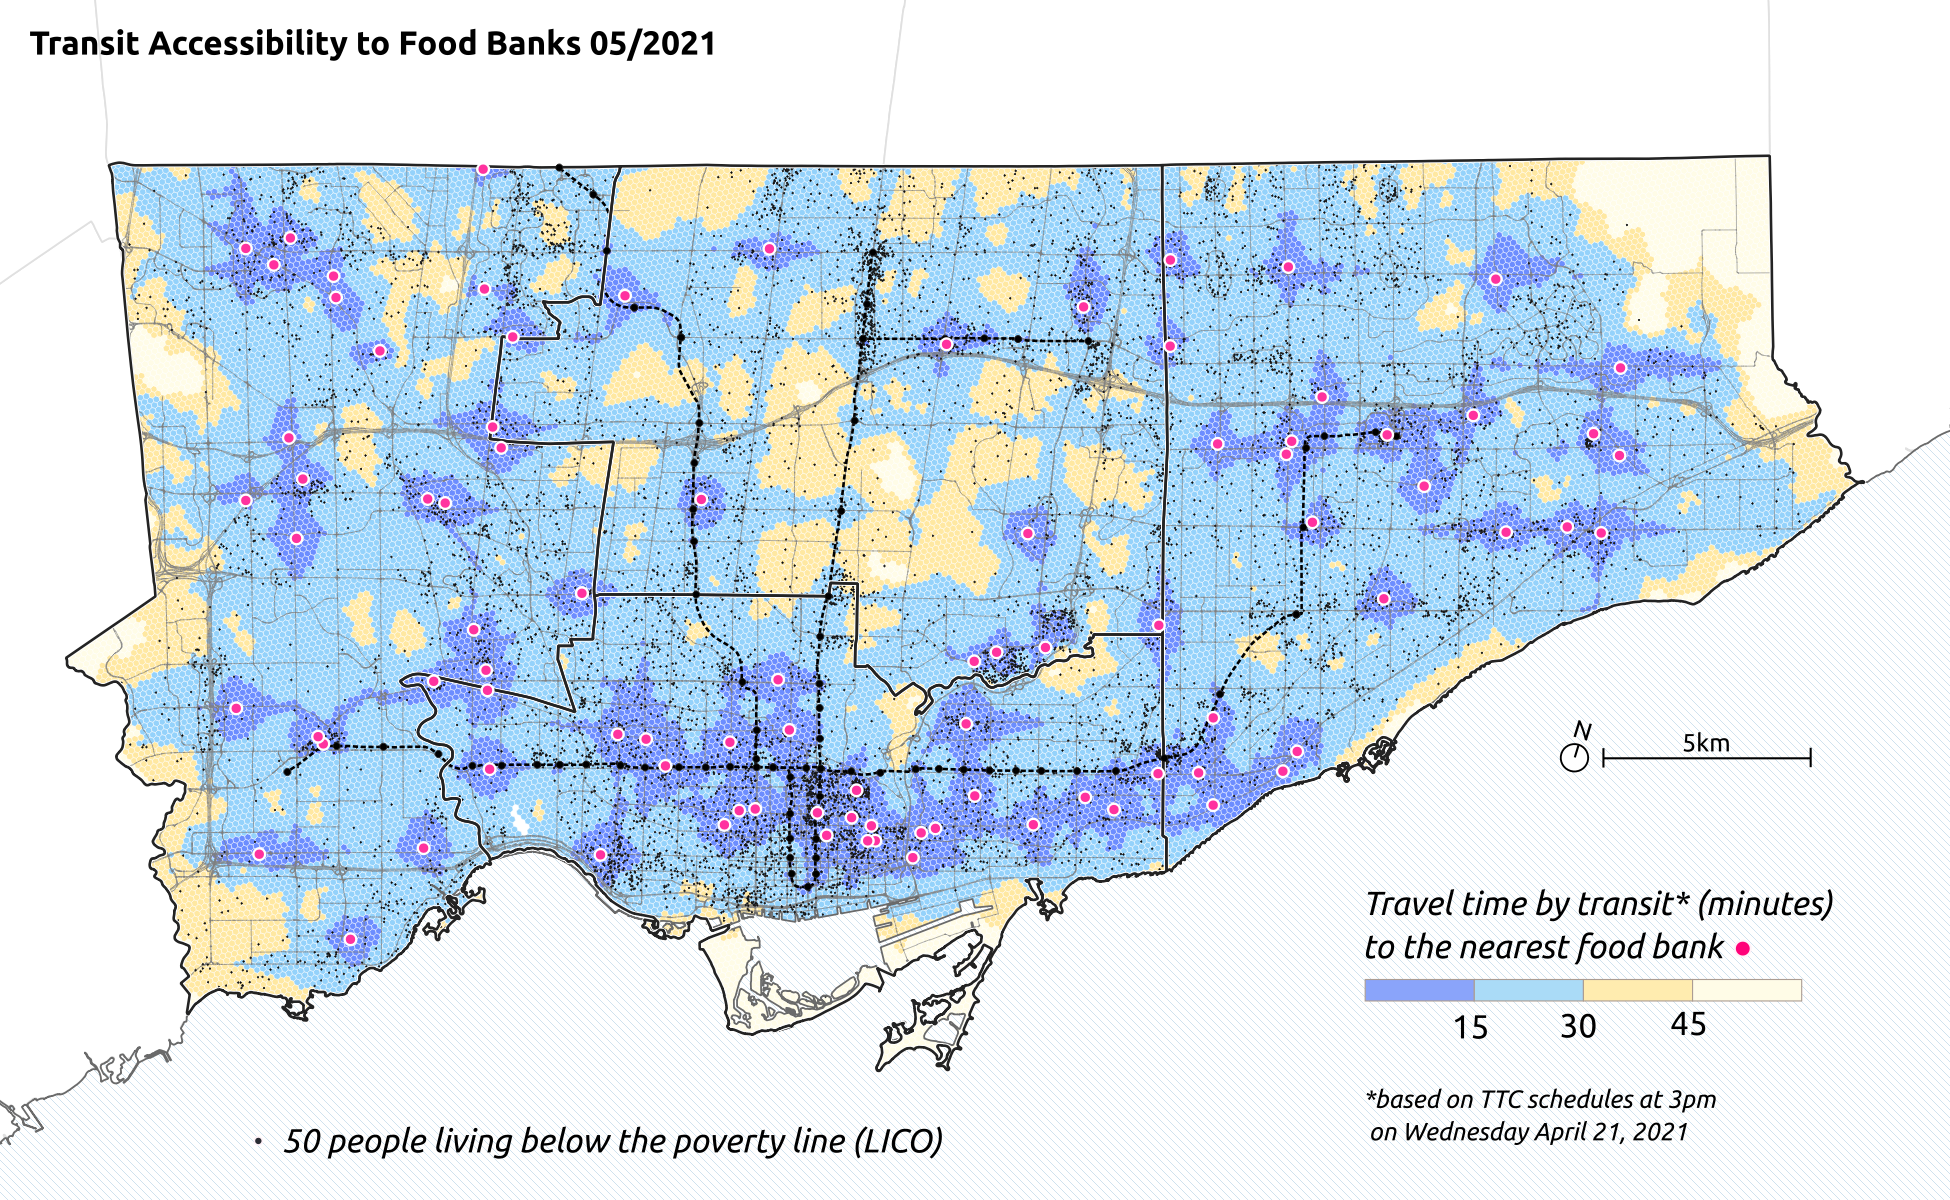 Transit Accessibility to Food Banks 05/2021
N
5km
Travel time by transit* (minutes)
to the nearest food bank
15 30 45
*based on TTC schedules at 3pm
on Wednesday April 21, 2021
50 people living below the poverty line (LICO)